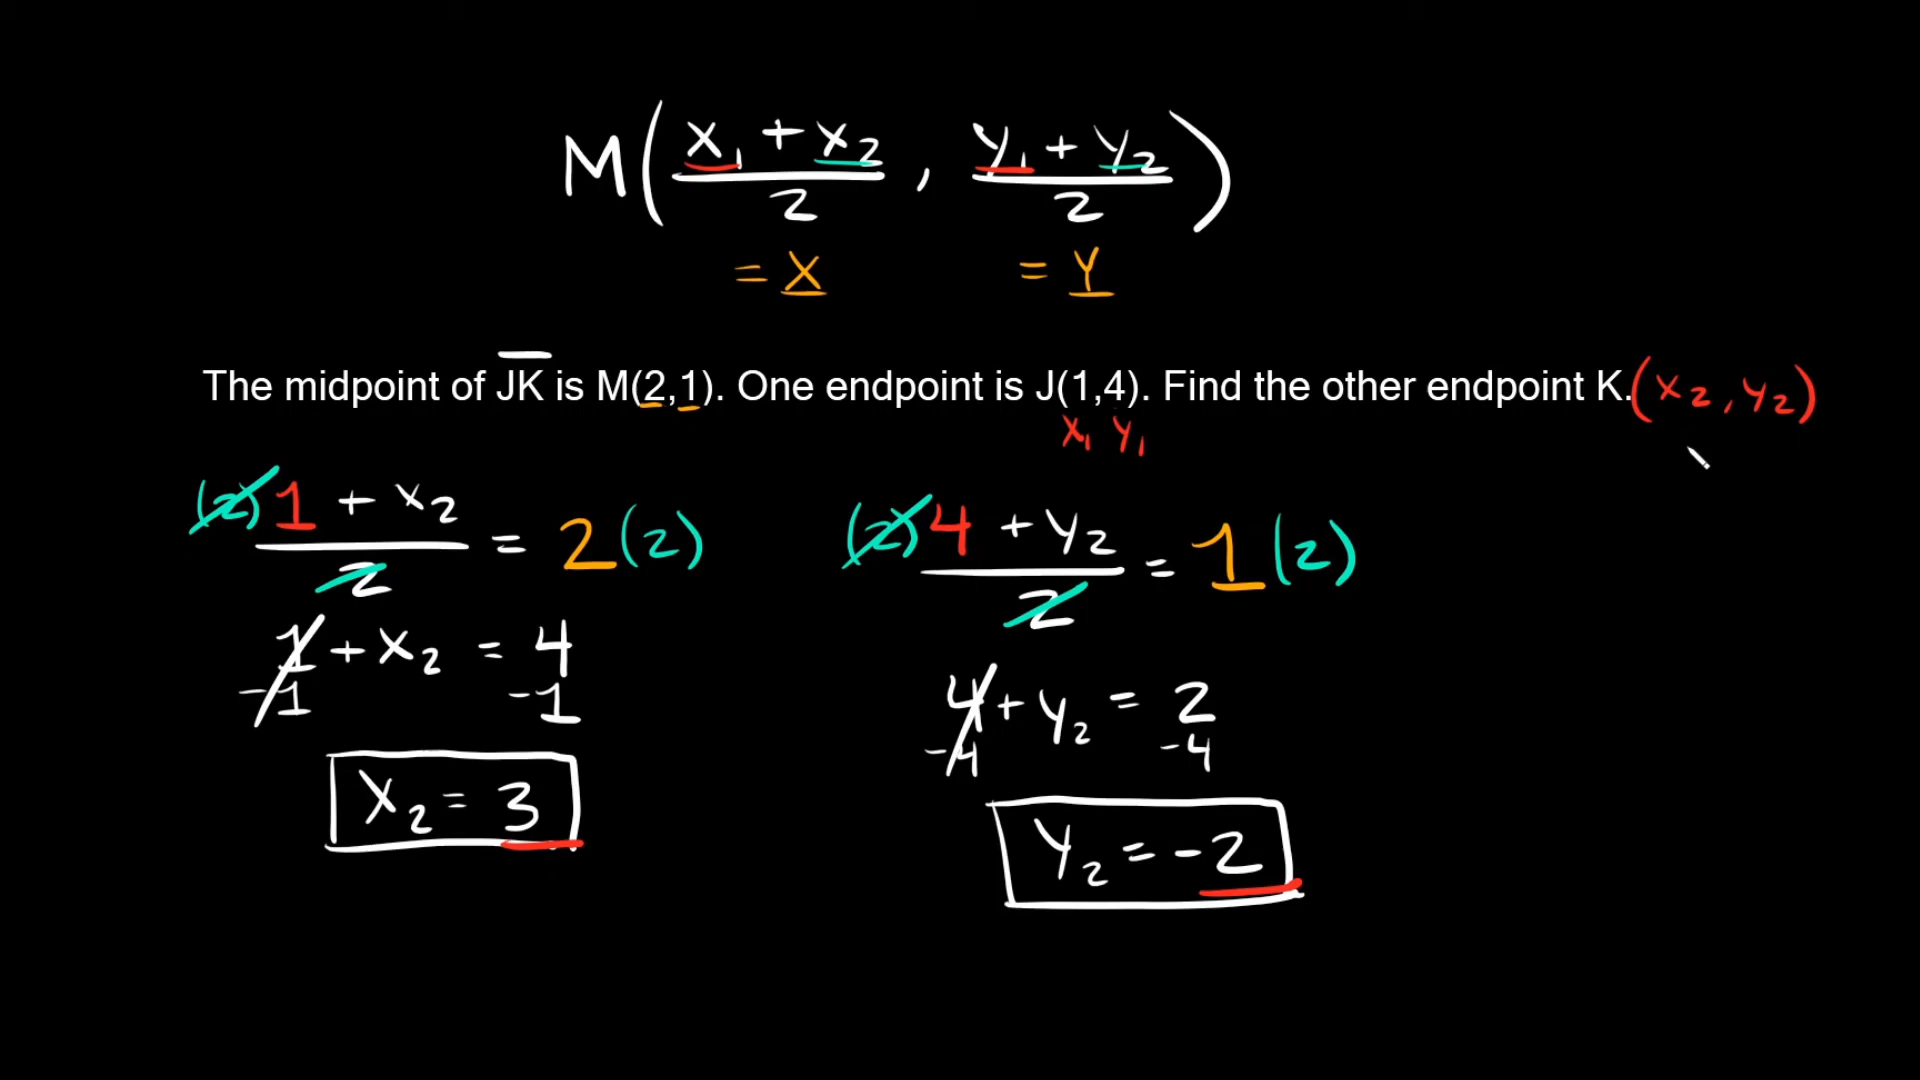 M(x₁ + x₂ / 2 , y₁ + y₂ / 2)
= x = y
The midpoint of J̅K̅ is M(2,1). One endpoint is J(1,4). Find the other endpoint K.(x₂, y₂)
x₁ y₁
(2) 1 + x₂ / 2 = 2(2)
(2) 4 + y₂ / 2 = 1(2)
1 + x₂ = 4
-1 -1
4 + y₂ = 2
-4 -4
x₂ = 3
y₂ = -2